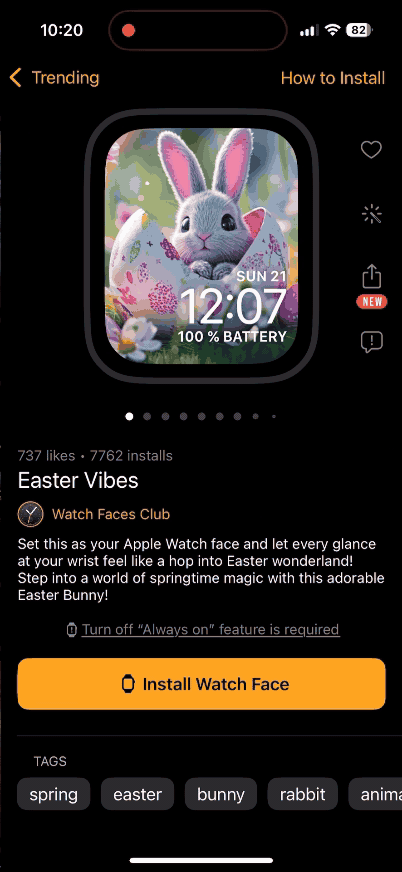 10:20
82
Trending
How to Install
SUN 21
12:07
100 % BATTERY
NEW
737 likes • 7762 installs
Easter Vibes
Watch Faces Club
Set this as your Apple Watch face and let every glance
at your wrist feel like a hop into Easter wonderland!
Step into a world of springtime magic with this adorable
Easter Bunny!
Turn off “Always on” feature is required
Install Watch Face
TAGS
spring easter bunny rabbit anima